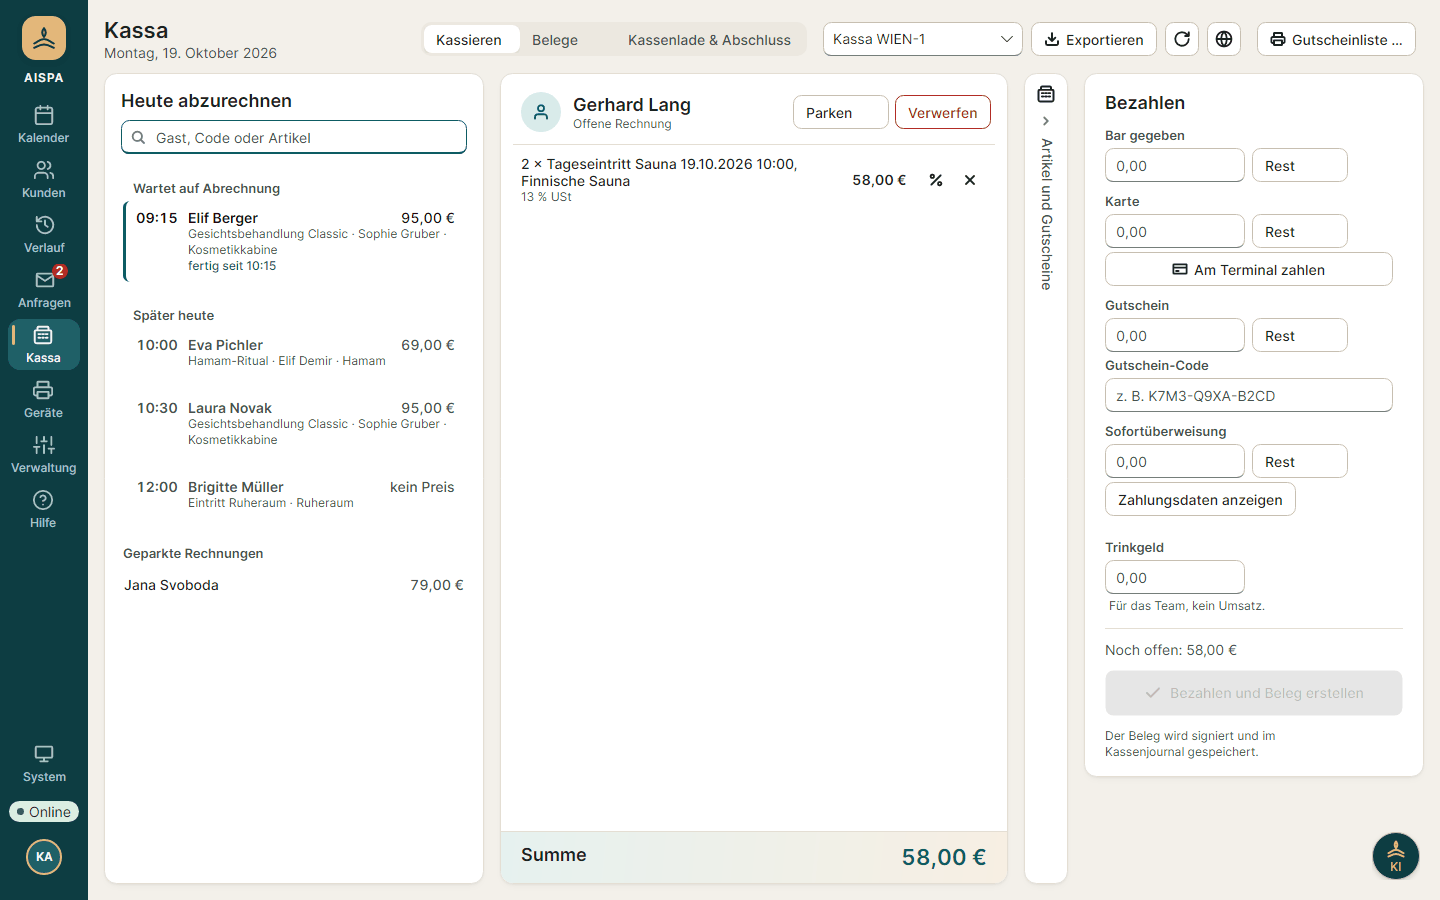 AISPA
Kalender
Kunden
Verlauf
2
Anfragen
Kassa
Geräte
Verwaltung
Hilfe
System
Online
KA
Kassa
Montag, 19. Oktober 2026
Kassieren
Belege
Kassenlade & Abschluss
Kassa WIEN-1
Exportieren
Gutscheinliste ...
Heute abzurechnen
Gast, Code oder Artikel
Wartet auf Abrechnung
09:15 Elif Berger 95,00 €
Gesichtsbehandlung Classic · Sophie Gruber ·
Kosmetikkabine
fertig seit 10:15
Später heute
10:00 Eva Pichler 69,00 €
Hamam-Ritual · Elif Demir · Hamam
10:30 Laura Novak 95,00 €
Gesichtsbehandlung Classic · Sophie Gruber ·
Kosmetikkabine
12:00 Brigitte Müller kein Preis
Eintritt Ruheraum · Ruheraum
Geparkte Rechnungen
Jana Svoboda 79,00 €
Gerhard Lang
Offene Rechnung
Parken
Verwerfen
2 × Tageseintritt Sauna 19.10.2026 10:00,
Finnische Sauna
13 % USt
58,00 €
Summe 58,00 €
Artikel und Gutscheine
Bezahlen
Bar gegeben
0,00 Rest
Karte
0,00 Rest
Am Terminal zahlen
Gutschein
0,00 Rest
Gutschein-Code
z. B. K7M3-Q9XA-B2CD
Sofortüberweisung
0,00 Rest
Zahlungsdaten anzeigen
Trinkgeld
0,00
Für das Team, kein Umsatz.
Noch offen: 58,00 €
Bezahlen und Beleg erstellen
Der Beleg wird signiert und im
Kassenjournal gespeichert.
KI